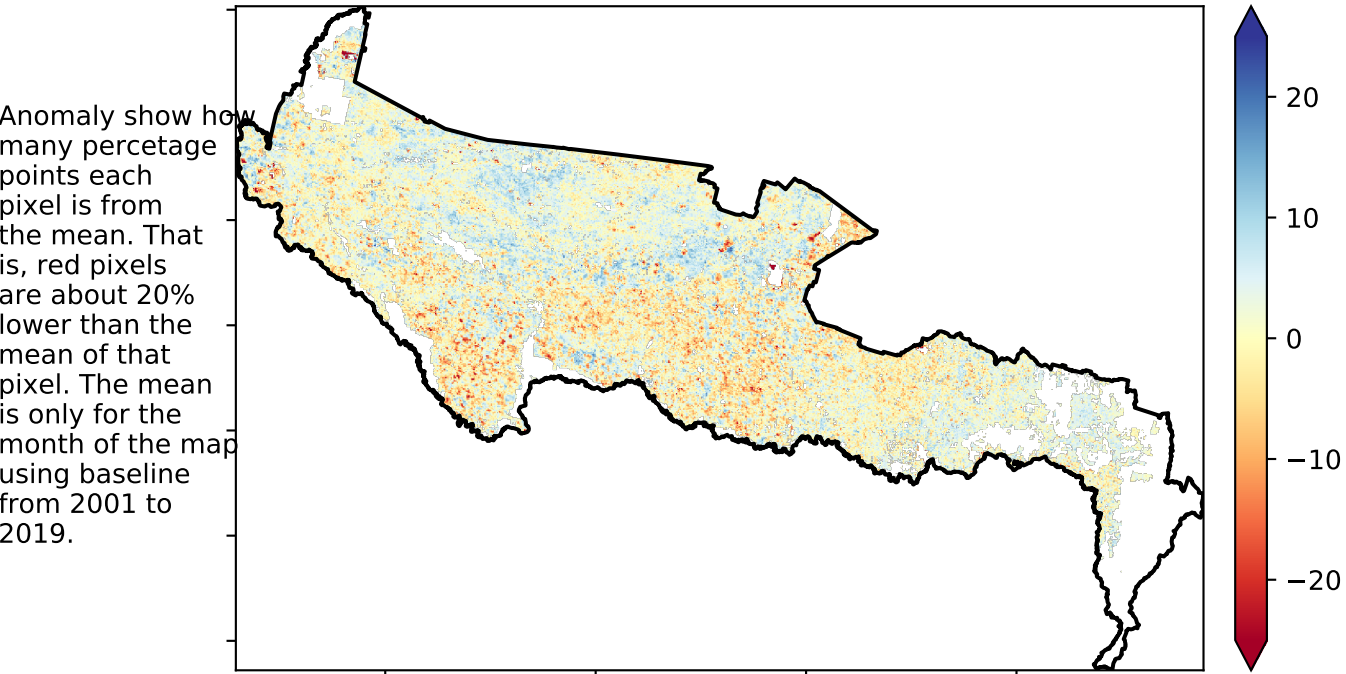 Anomaly show how
many percetage
points each
pixel is from
the mean. That
is, red pixels
are about 20%
lower than the
mean of that
pixel. The mean
is only for the
month of the map
using baseline
from 2001 to
2019.
20
10
0
−10
−20